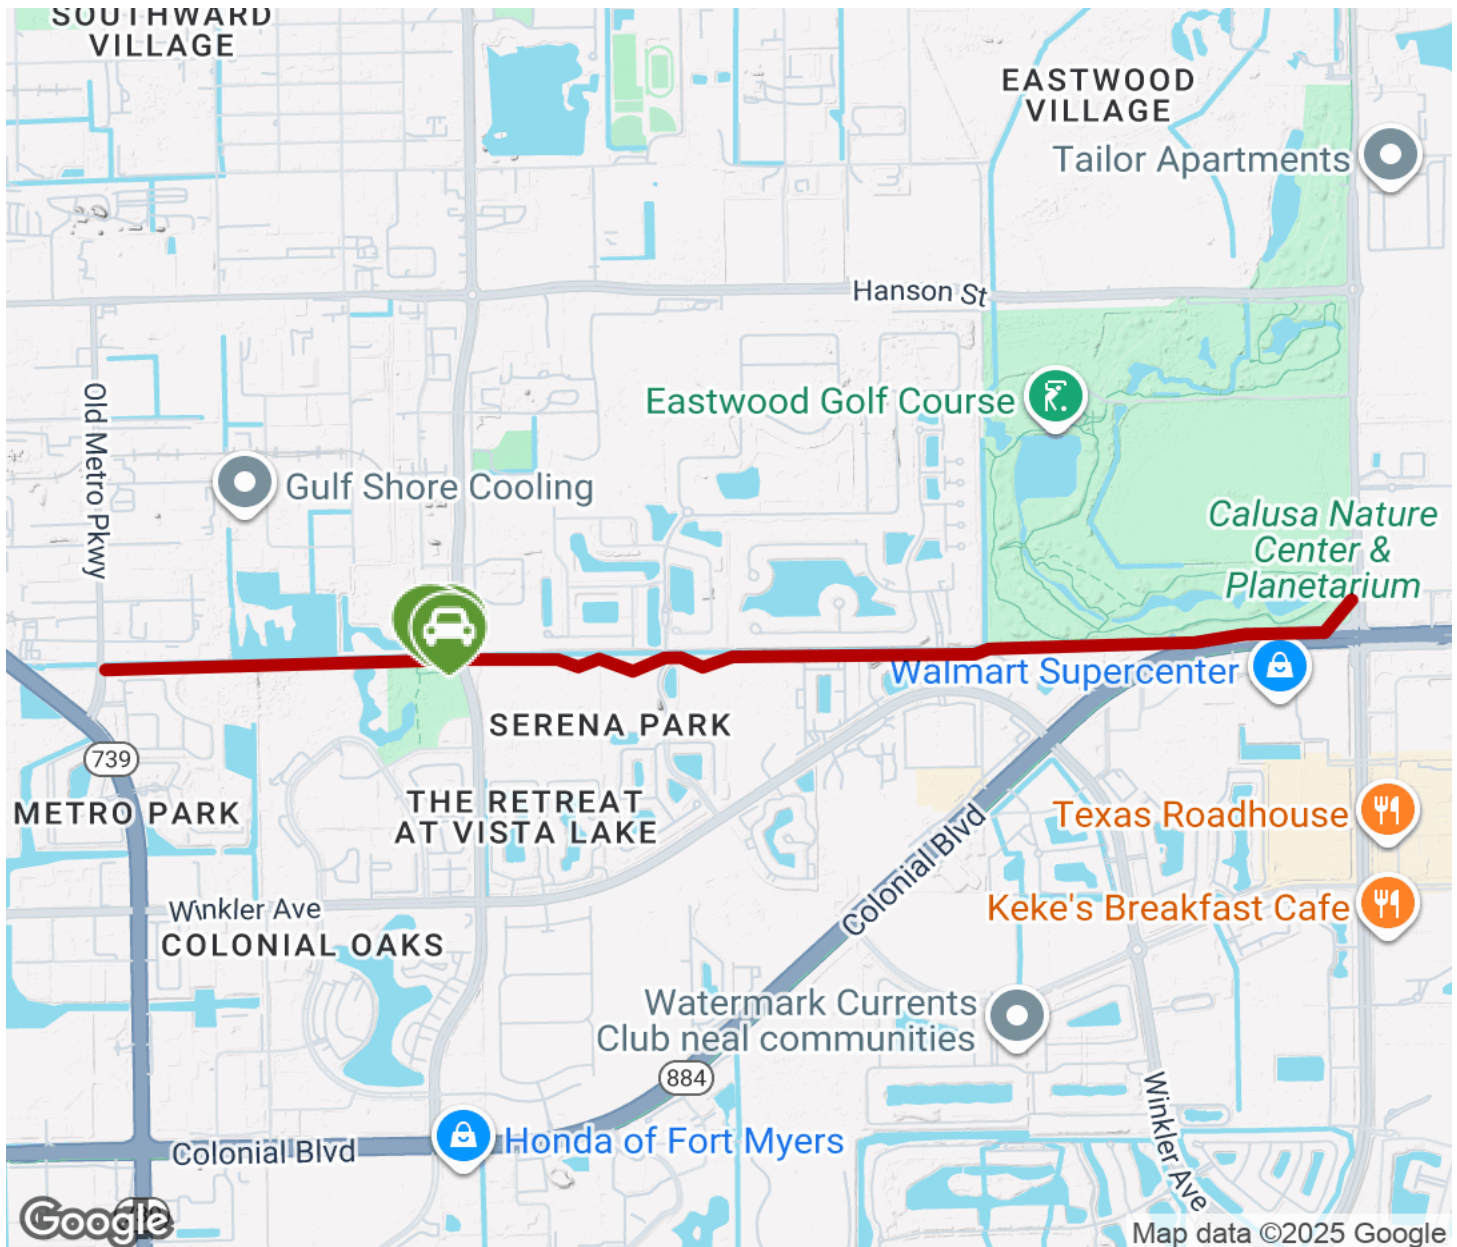 SOUTHWARD
VILLAGE
EASTWOOD
VILLAGE
Tailor Apartments
Hanson St
Old Metro Pkwy
Eastwood Golf Course
Gulf Shore Cooling
Calusa Nature
Center &
Planetarium
Walmart Supercenter
SERENA PARK
739
METRO PARK
THE RETREAT
AT VISTA LAKE
Texas Roadhouse
Colonial Blvd
Winkler Ave
Keke's Breakfast Cafe
COLONIAL OAKS
Watermark Currents
Club neal communities
884
Winkler Ave
Colonial Blvd
Honda of Fort Myers
Google
Map data ©2025 Google